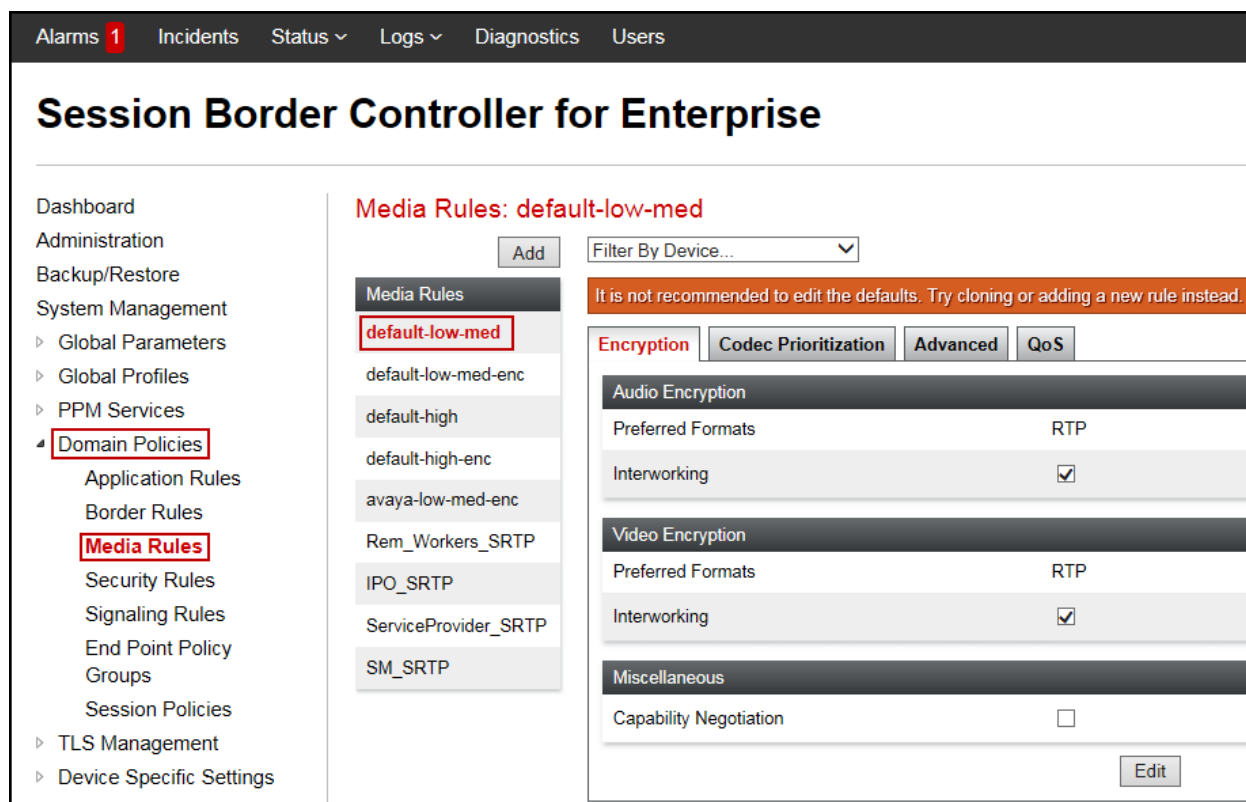 Alarms 1 Incidents Status Logs Diagnostics Users
Session Border Controller for Enterprise
Dashboard
Administration
Backup/Restore
System Management
Global Parameters
Global Profiles
PPM Services
Domain Policies
Application Rules
Border Rules
Media Rules
Security Rules
Signaling Rules
End Point Policy
Groups
Session Policies
TLS Management
Device Specific Settings
Media Rules: default-low-med
Add
Filter By Device...
Media Rules
default-low-med
default-low-med-enc
default-high
default-high-enc
avaya-low-med-enc
Rem_Workers_SRTP
IPO_SRTP
ServiceProvider_SRTP
SM_SRTP
It is not recommended to edit the defaults. Try cloning or adding a new rule instead.
Encryption Codec Prioritization Advanced QoS
Audio Encryption
Preferred Formats RTP
Interworking
Video Encryption
Preferred Formats RTP
Interworking
Miscellaneous
Capability Negotiation
Edit